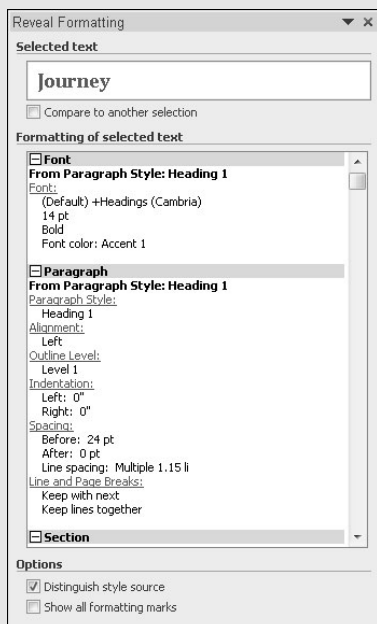 Reveal Formatting
Selected text
Journey
Compare to another selection
Formatting of selected text
Font
From Paragraph Style: Heading 1
Font:
(Default) +Headings (Cambria)
14 pt
Bold
Font color: Accent 1
Paragraph
From Paragraph Style: Heading 1
Paragraph Style:
Heading 1
Alignment:
Left
Outline Level:
Level 1
Indentation:
Left: 0"
Right: 0"
Spacing:
Before: 24 pt
After: 0 pt
Line spacing: Multiple 1.15 li
Line and Page Breaks:
Keep with next
Keep lines together
Section
Options
Distinguish style source
Show all formatting marks